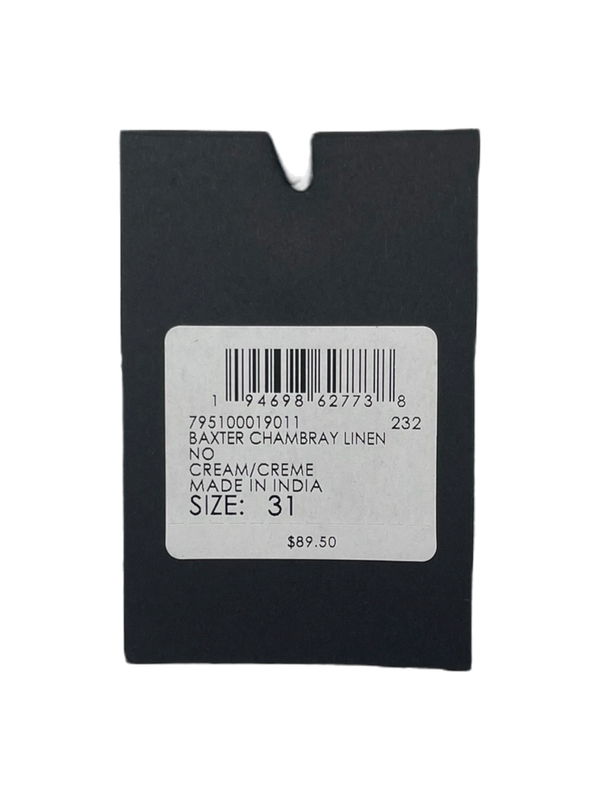 1 94698 62773 8
795100019011 232
BAXTER CHAMBRAY LINEN
NO
CREAM/CREME
MADE IN INDIA
SIZE: 31
$89.50